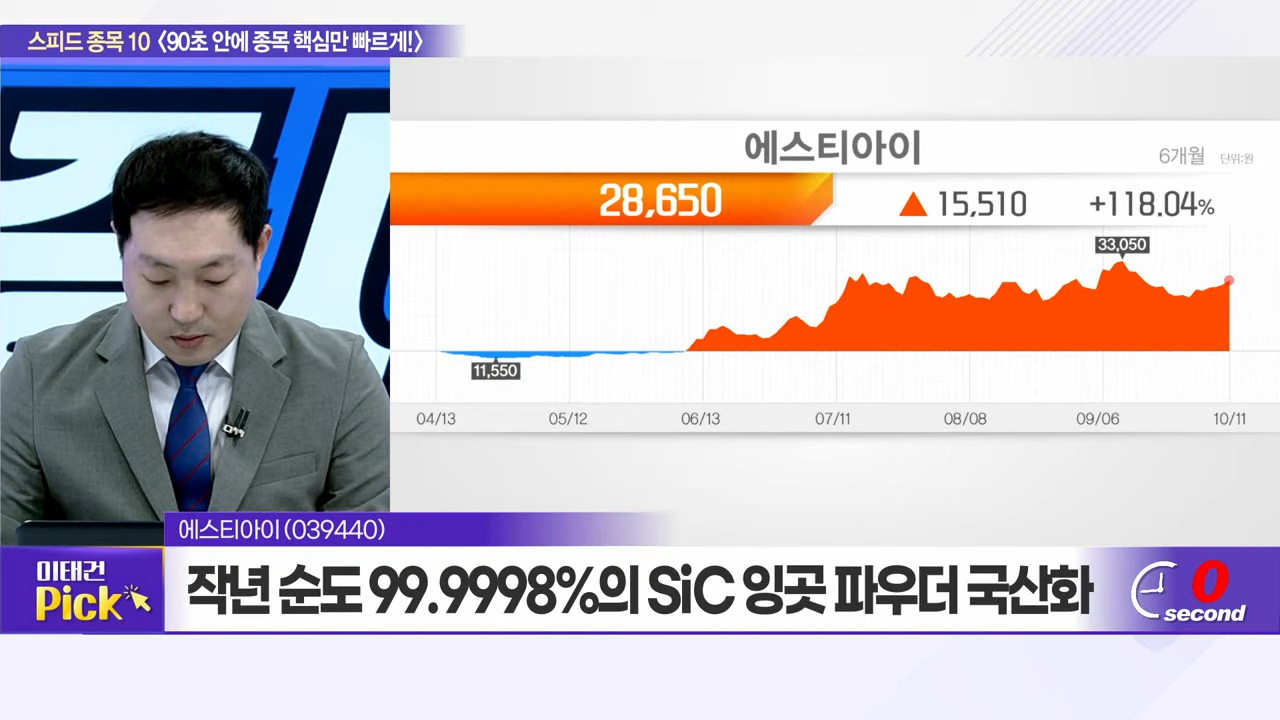 스피드 종목 10 〈90초 안에 종목 핵심만 빠르게!〉
에스티아이
6개월 단위:원
28,650 ▲ 15,510 +118.04%
33,050
11,550
04/13 05/12 06/13 07/11 08/08 09/06 10/11
에스티아이(039440)
이태건
Pick
작년 순도 99.9998%의 SiC 잉곳 파우더 국산화
0
second